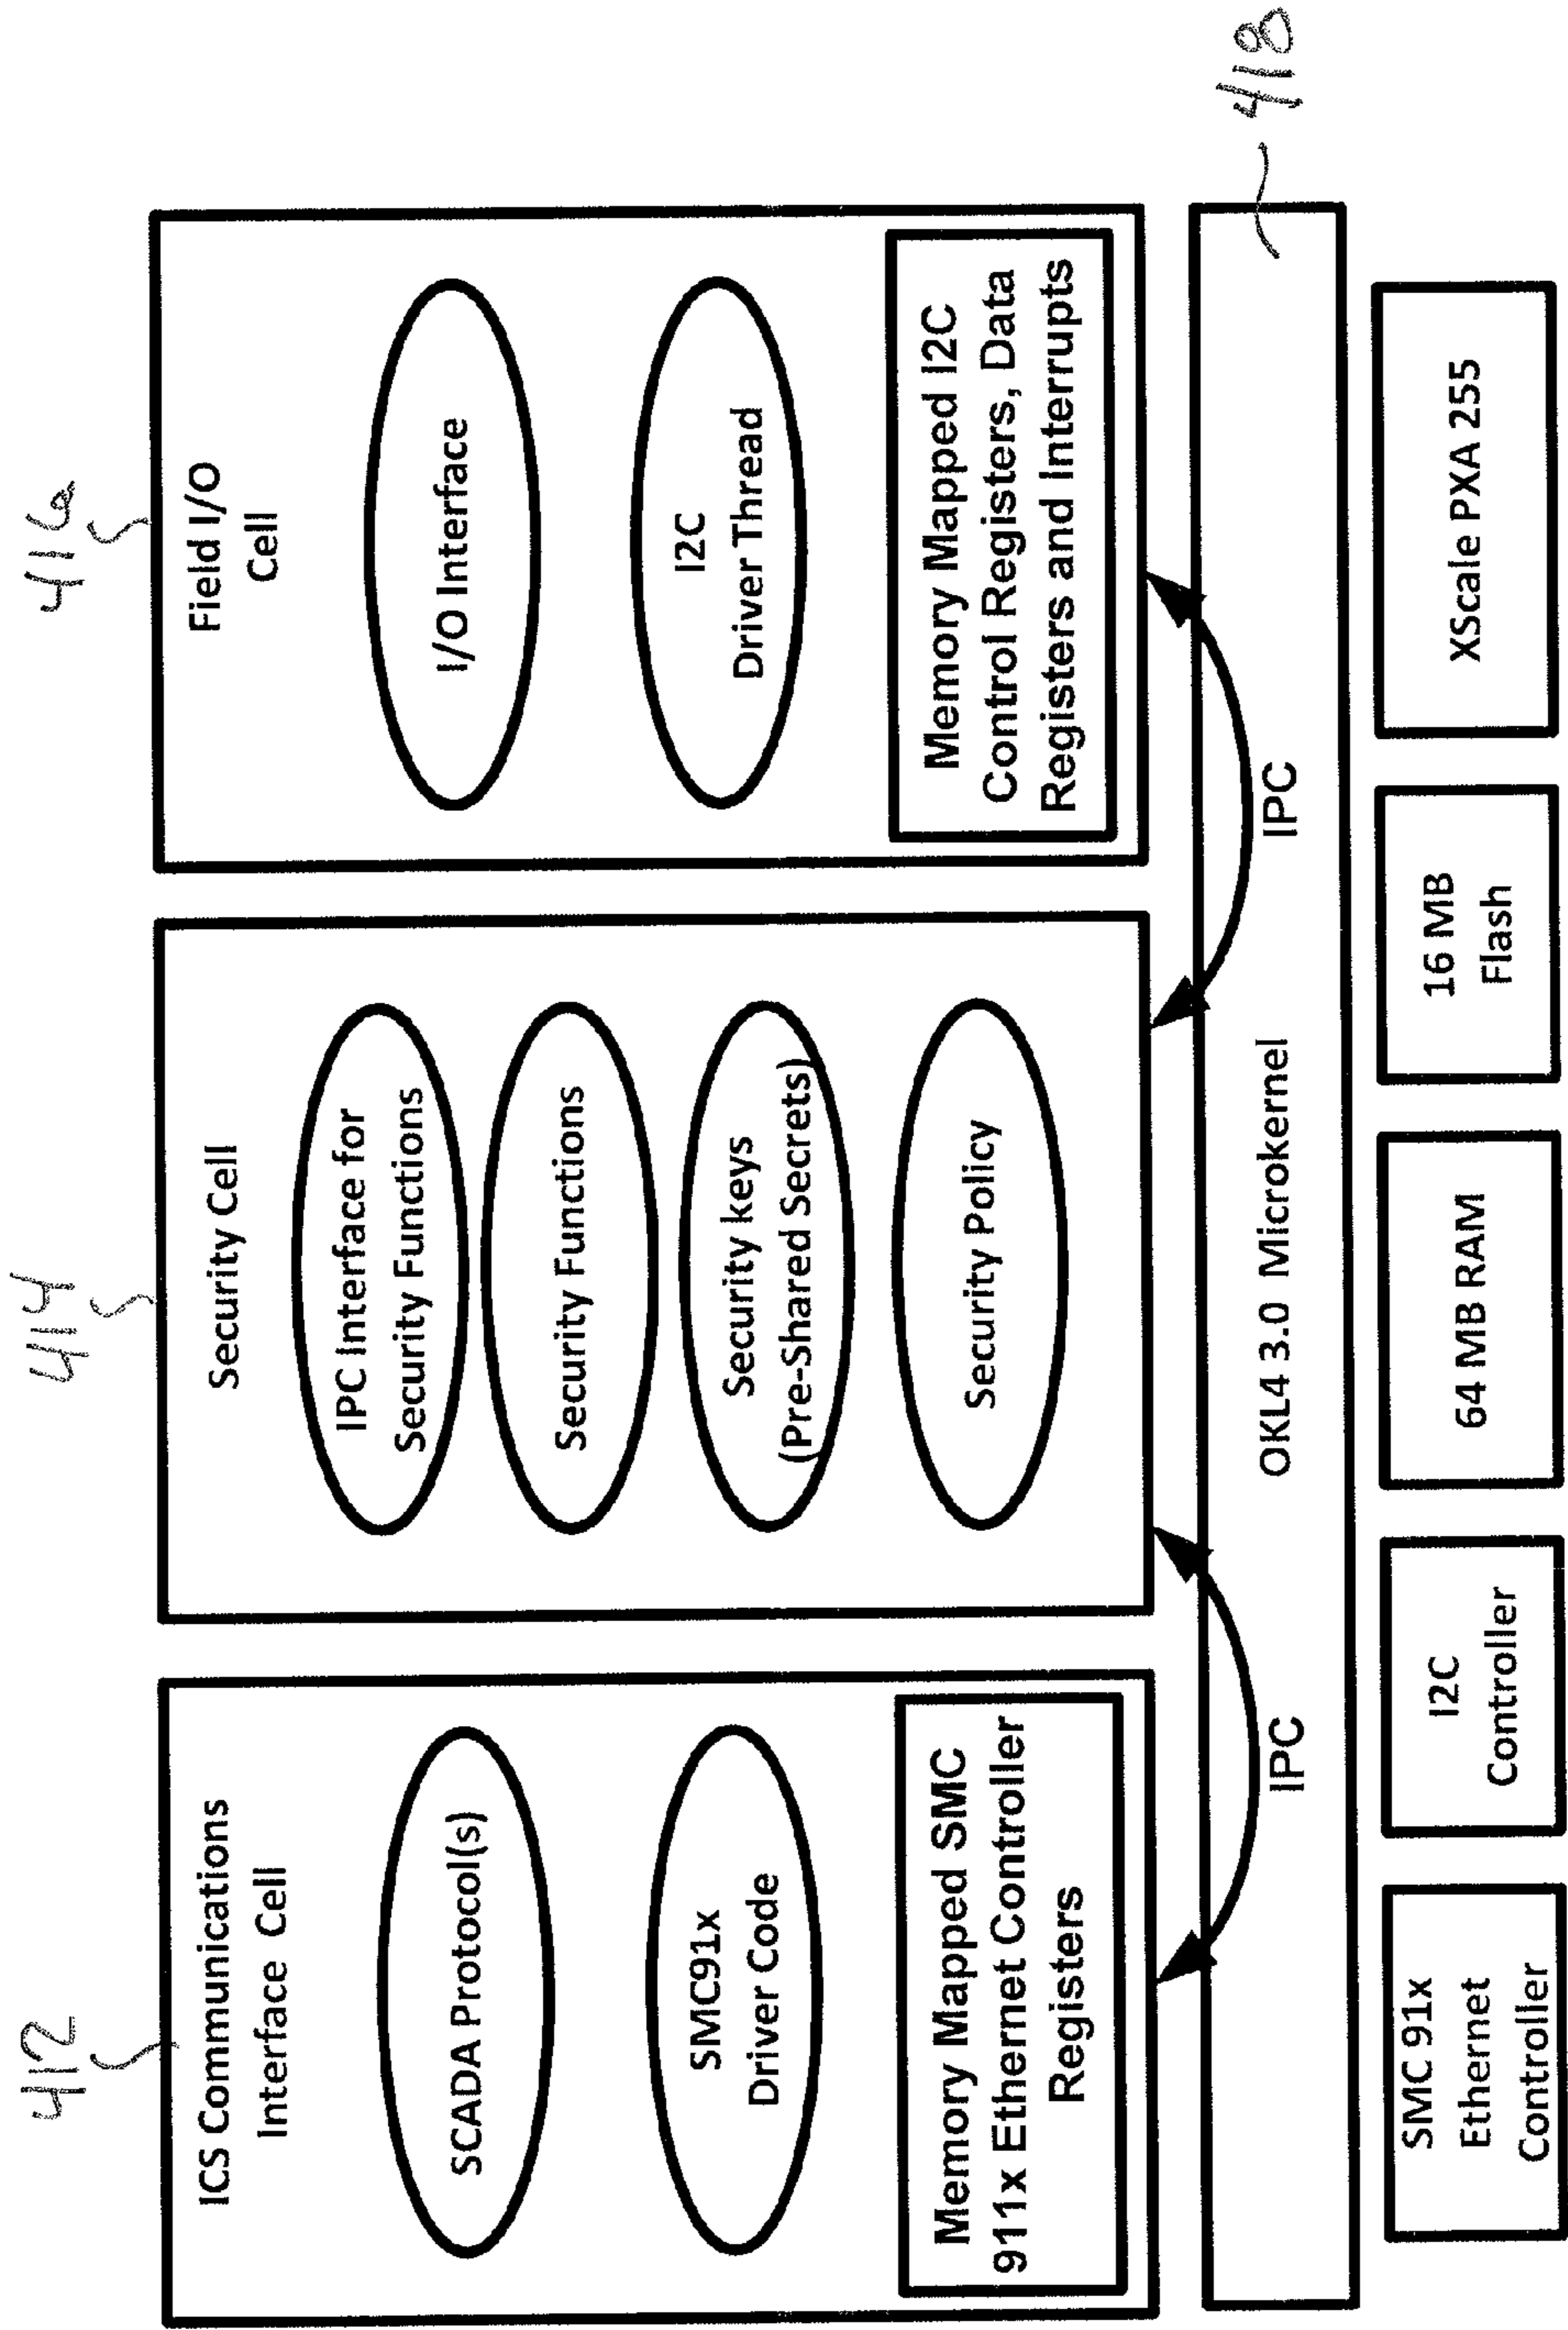 412
414
416
ICS Communications
Interface Cell
SCADA Protocol(s)
SMC91x
Driver Code
Memory Mapped SMC
911x Ethernet Controller
Registers
Security Cell
IPC Interface for
Security Functions
Security Functions
Security keys
(Pre-Shared Secrets)
Security Policy
Field I/O
Cell
I/O Interface
I2C
Driver Thread
Memory Mapped I2C
Control Registers, Data
Registers and Interrupts
IPC
IPC
OKL4 3.0 Microkernel
418
SMC 91x
Ethernet
Controller
I2C
Controller
64 MB RAM
16 MB
Flash
XScale PXA 255